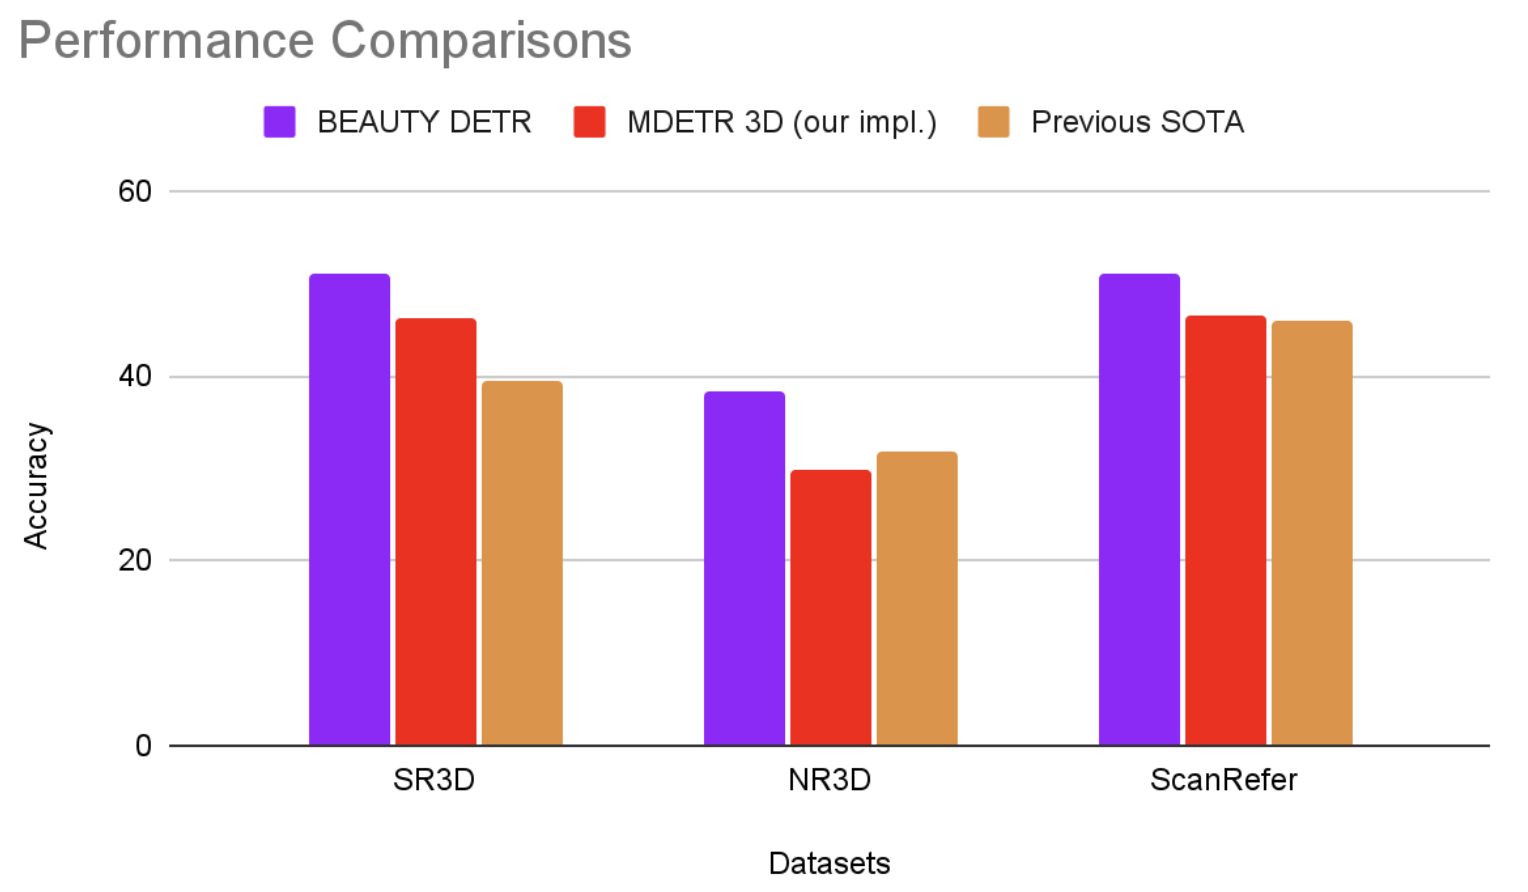 Performance Comparisons
BEAUTY DETR MDETR 3D (our impl.) Previous SOTA
60
40
20
0
Accuracy
SR3D NR3D ScanRefer
Datasets